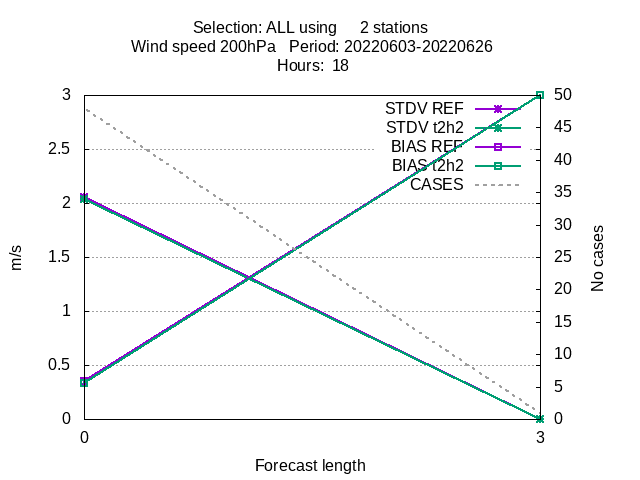 Selection: ALL using 2 stations
Wind speed 200hPa Period: 20220603-20220626
Hours: 18
3
2.5
2
1.5
1
0.5
0
50
45
40
35
30
25
20
15
10
5
0
STDV REF
STDV t2h2
BIAS REF
BIAS t2h2
CASES
m/s
No cases
0
3
Forecast length